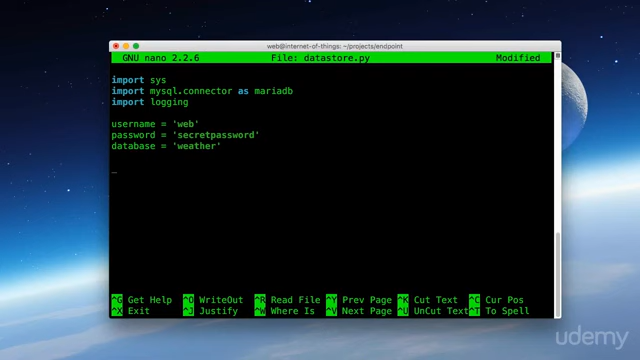 web@internet-of-things: ~/projects/endpoint
GNU nano 2.2.6 File: datastore.py Modified
import sys
import mysql.connector as mariadb
import logging
username = 'web'
password = 'secretpassword'
database = 'weather'
_
^G Get Help ^O WriteOut ^R Read File ^Y Prev Page ^K Cut Text ^C Cur Pos
^X Exit ^J Justify ^W Where Is ^V Next Page ^U UnCut Text ^T To Spell
udemy